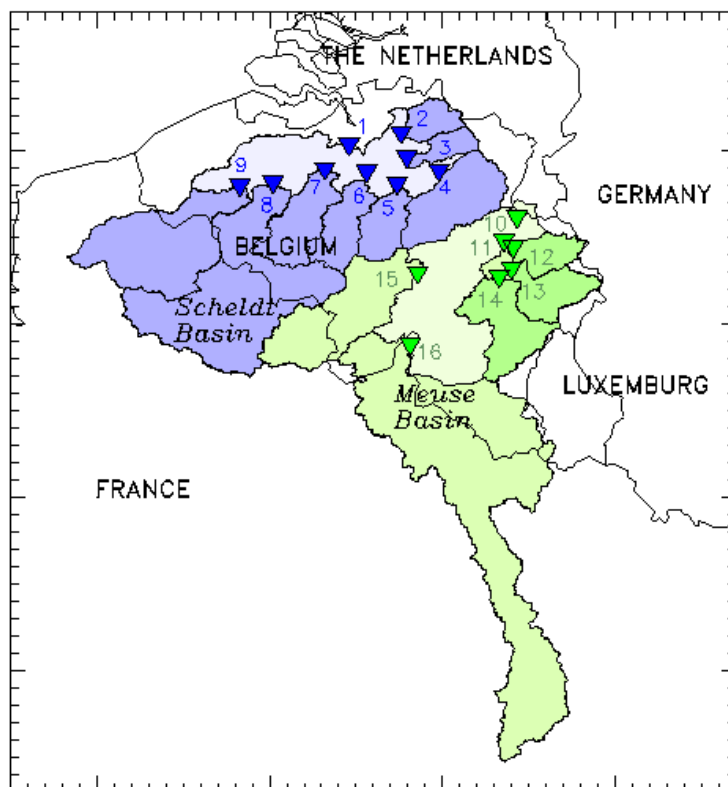 THE NETHERLANDS
1
2
3
9
7
6
5
4
8
GERMANY
10
BELGIUM
11
12
15
14
13
Scheldt
Basin
16
LUXEMBURG
Meuse
Basin
FRANCE